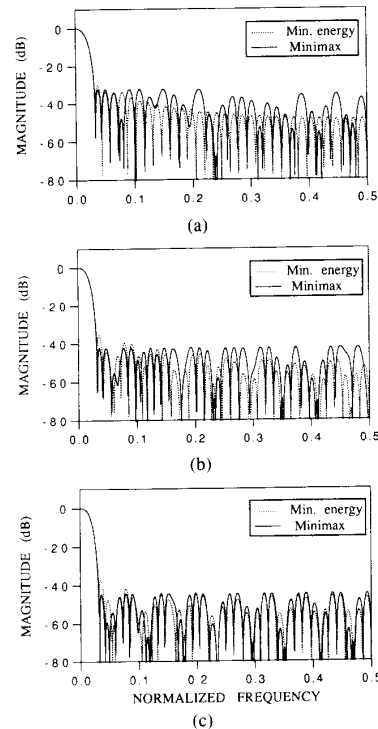 MAGNITUDE (dB)
0
-20
-40
-60
-80
Min. energy
Minimax
0.0 0.1 0.2 0.3 0.4 0.5
(a)
MAGNITUDE (dB)
0
-20
-40
-60
-80
Min. energy
Minimax
0.0 0.1 0.2 0.3 0.4 0.5
(b)
MAGNITUDE (dB)
0
-20
-40
-60
-80
Min. energy
Minimax
0.0 0.1 0.2 0.3 0.4 0.5
NORMALIZED FREQUENCY
(c)